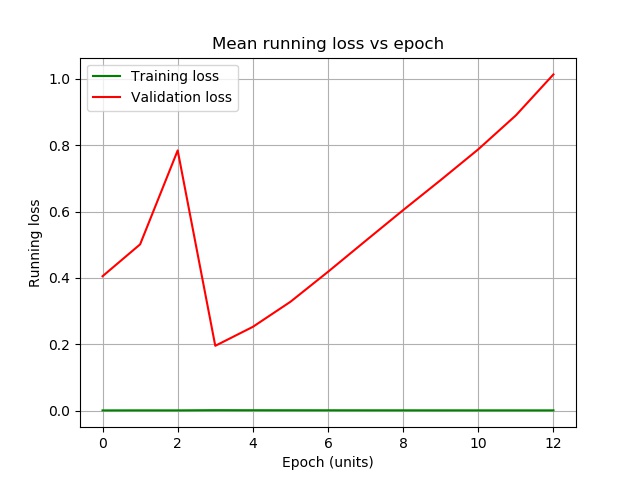 Mean running loss vs epoch
Training loss
Validation loss
1.0
0.8
0.6
0.4
0.2
0.0
Running loss
0 2 4 6 8 10 12
Epoch (units)